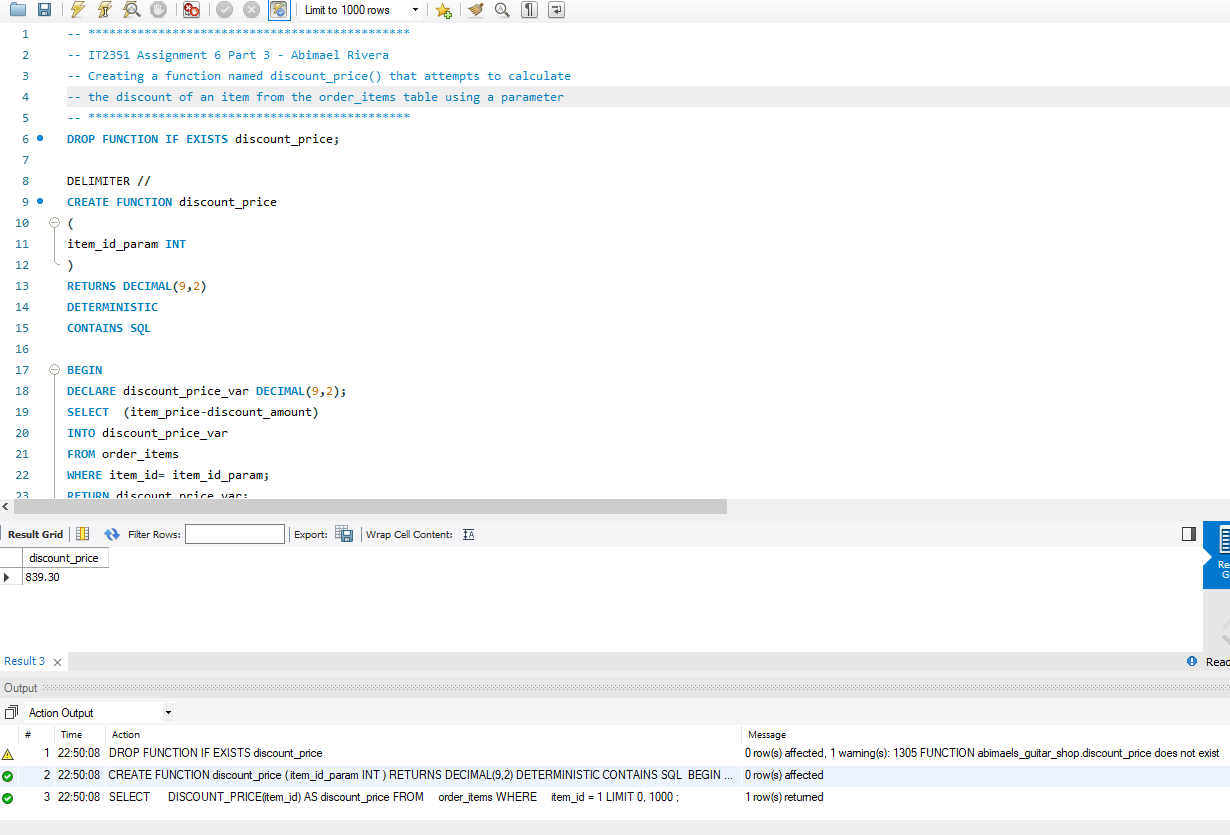 Limit to 1000 rows
1 -- **********************************************
2 -- IT2351 Assignment 6 Part 3 - Abimael Rivera
3 -- Creating a function named discount_price() that attempts to calculate
4 -- the discount of an item from the order_items table using a parameter
5 -- **********************************************
6 DROP FUNCTION IF EXISTS discount_price;
7
8 DELIMITER //
9 CREATE FUNCTION discount_price
10 (
11 item_id_param INT
12 )
13 RETURNS DECIMAL(9,2)
14 DETERMINISTIC
15 CONTAINS SQL
16
17 BEGIN
18 DECLARE discount_price_var DECIMAL(9,2);
19 SELECT  (item_price-discount_amount)
20 INTO discount_price_var
21 FROM order_items
22 WHERE item_id= item_id_param;
23 RETURN discount_price_var;
Result Grid Filter Rows: Export: Wrap Cell Content:
discount_price
839.30
Result 3
Output
Action Output
# Time Action Message
1 22:50:08 DROP FUNCTION IF EXISTS discount_price 0 row(s) affected, 1 warning(s): 1305 FUNCTION abimaels_guitar_shop.discount_price does not exist
2 22:50:08 CREATE FUNCTION discount_price ( item_id_param INT ) RETURNS DECIMAL(9,2) DETERMINISTIC CONTAINS SQL  BEGIN ... 0 row(s) affected
3 22:50:08 SELECT     DISCOUNT_PRICE(item_id) AS discount_price FROM     order_items WHERE     item_id = 1 LIMIT 0, 1000 ; 1 row(s) returned